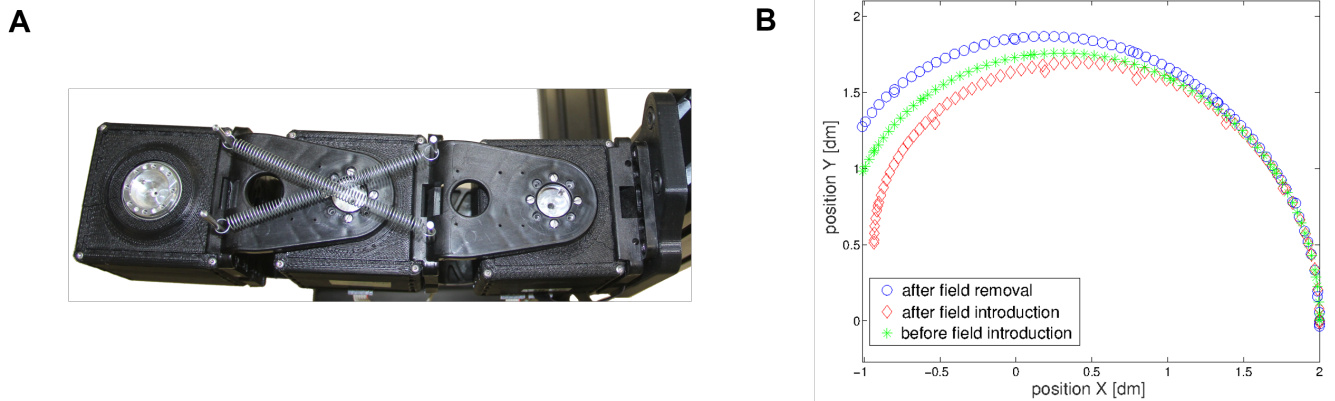 A
B
position Y [dm]
2
1.5
1
0.5
0
after field removal
after field introduction
before field introduction
−1
−0.5
0
0.5
1
1.5
2
position X [dm]